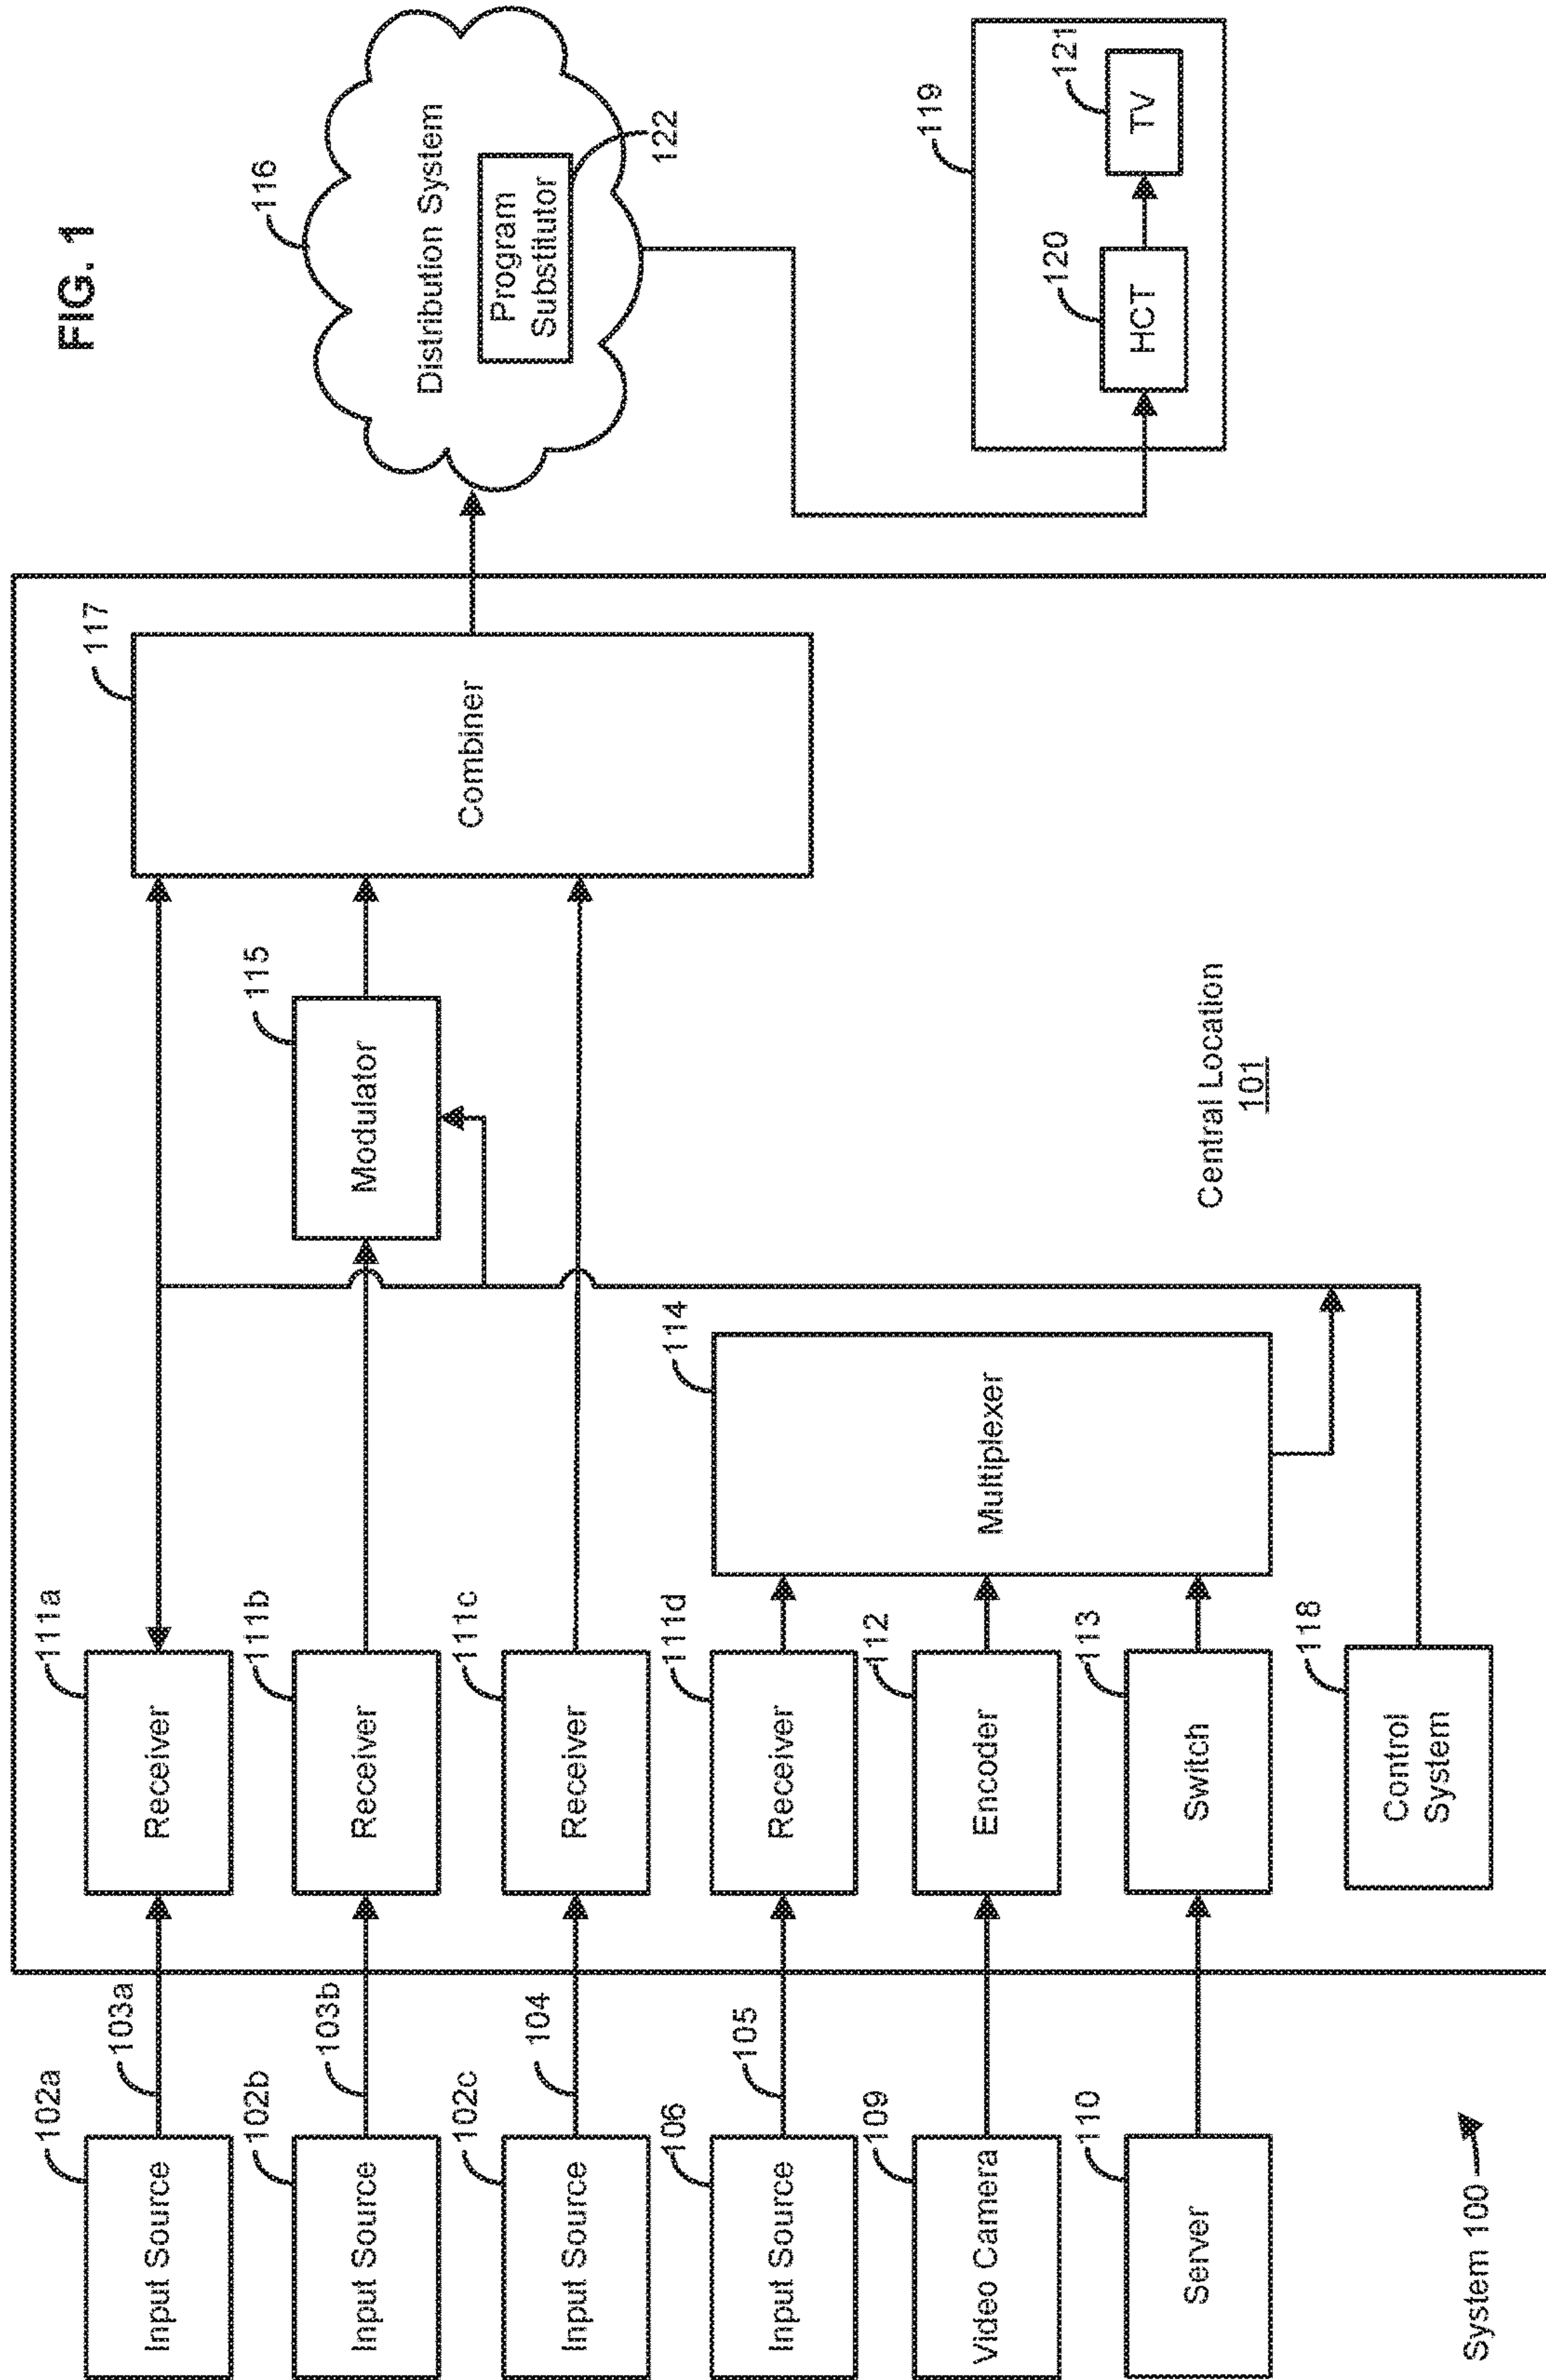 FIG. 1
116
Distribution System
Program
Substitutor
122
119
120
HCT
121
TV
117
Combiner
115
Modulator
114
Multiplexer
Central Location
101
111a
Receiver
111b
Receiver
111c
Receiver
111d
Receiver
112
Encoder
113
Switch
118
Control
System
102a
Input Source
103a
102b
Input Source
103b
102c
Input Source
104
106
Input Source
105
109
Video Camera
110
Server
System 100